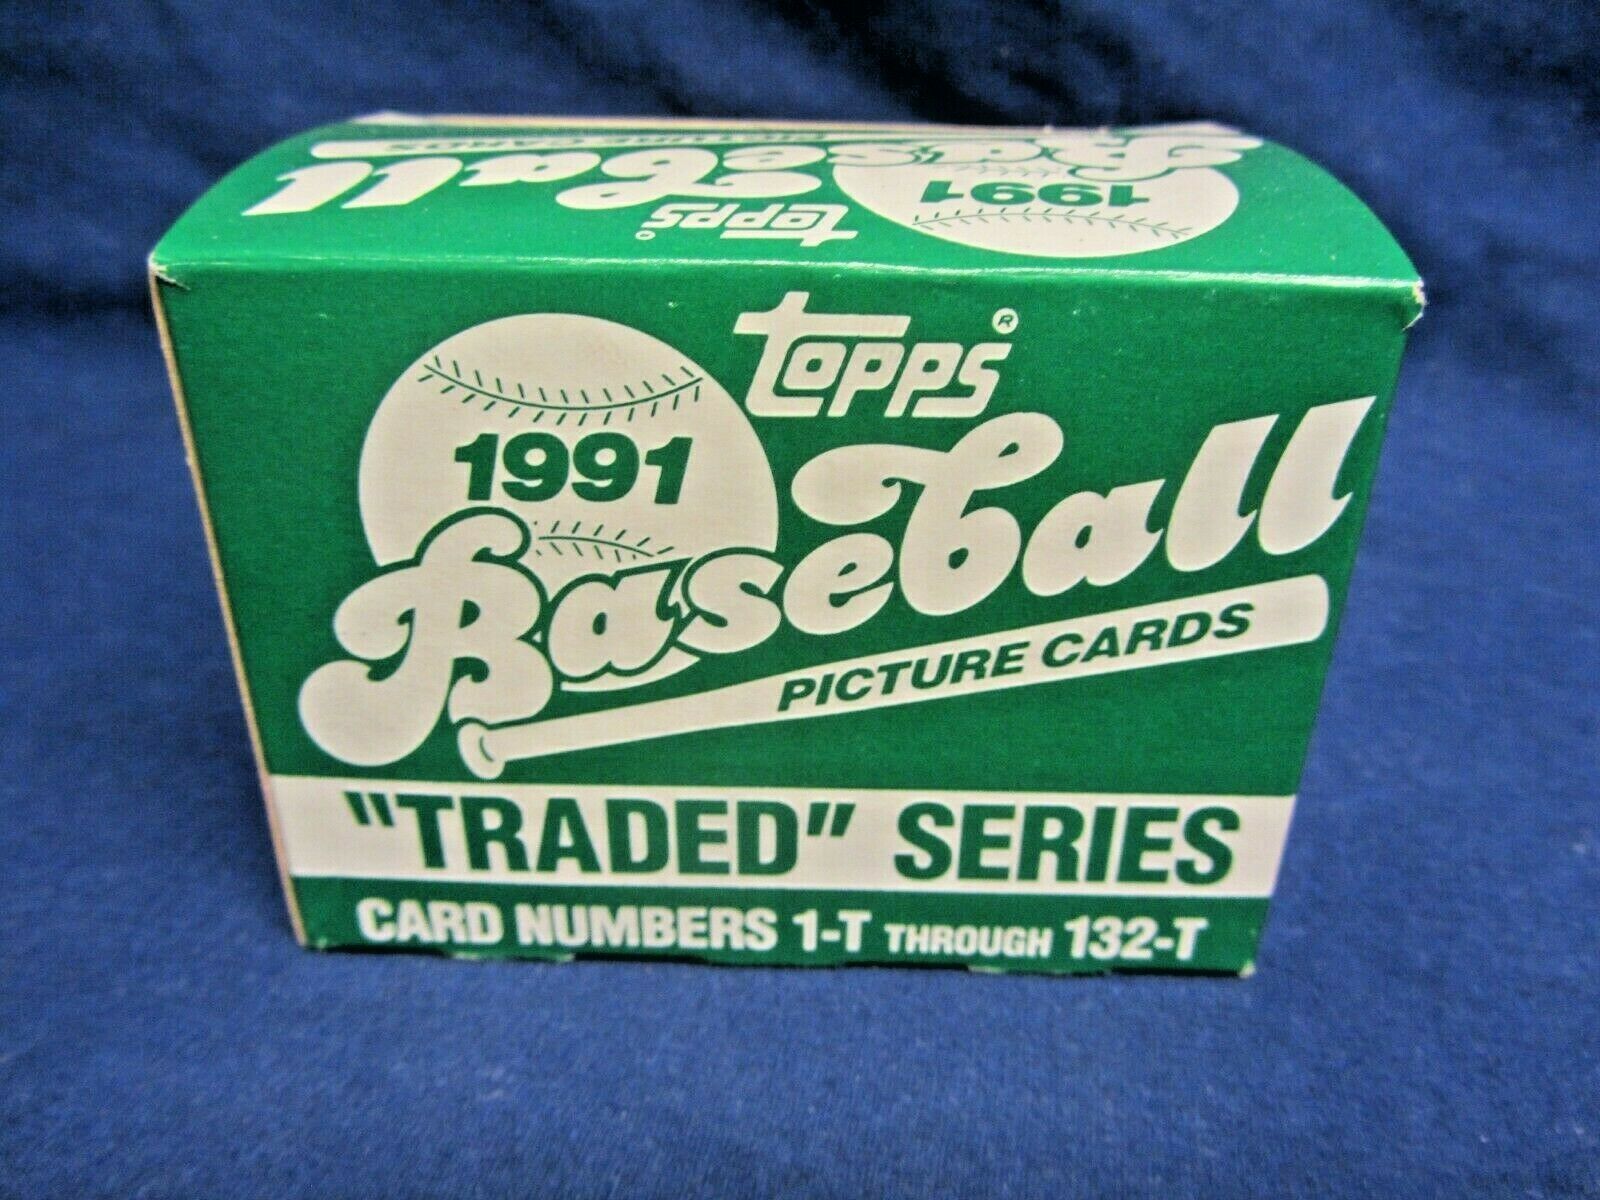 PICTURE CARDS
Baseball
Topps®
1991
Topps®
1991
Baseball
PICTURE CARDS
"TRADED" SERIES
CARD NUMBERS 1-T THROUGH 132-T